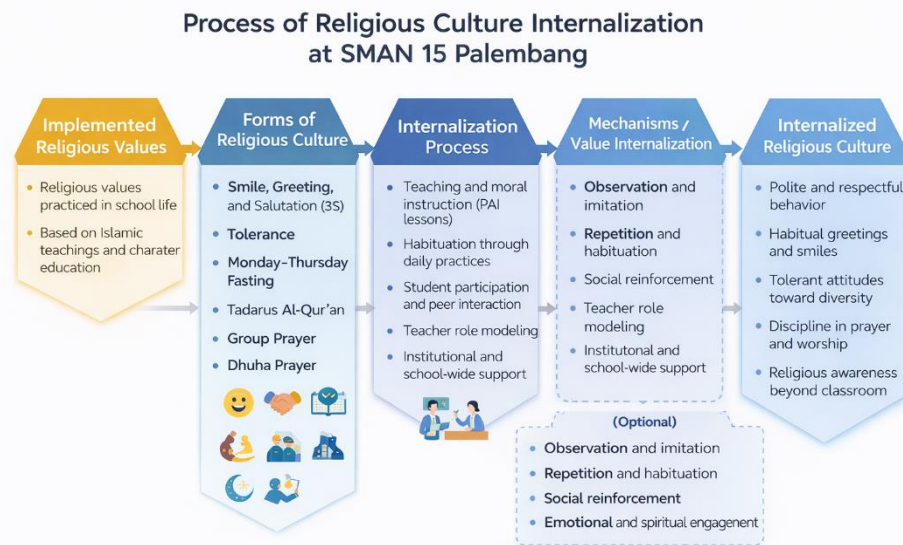 Process of Religious Culture Internalization
at SMAN 15 Palembang
Implemented
Religious Values
• Religious values
practiced in school life
• Based on Islamic
teachings and charater
education
Forms of
Religious Culture
• Smile, Greeting,
and Salutation (3S)
• Tolerance
• Monday–Thursday
Fasting
• Tadarus Al-Qur'an
• Group Prayer
• Dhuha Prayer
Internalization
Process
• Teaching and moral
instruction (PAI
lessons)
• Habituation through
daily practices
• Student participation
and peer interaction
• Teacher role modeling
• Institutional and
school-wide support
Mechanisms /
Value Internalization
• Observation and
imitation
• Repetition and
habituation
• Social reinforcement
• Teacher role
modeling
• Institutonal and
school-wide support
(Optional)
• Observation and imitation
• Repetition and habituation
• Social reinforcement
• Emotional and spiritual engagenent
Internalized
Religious Culture
• Polite and respectful
behavior
• Habitual greetings
and smiles
• Tolerant attitudes
toward diversity
• Discipline in prayer
and worship
• Religious awareness
beyond classroom